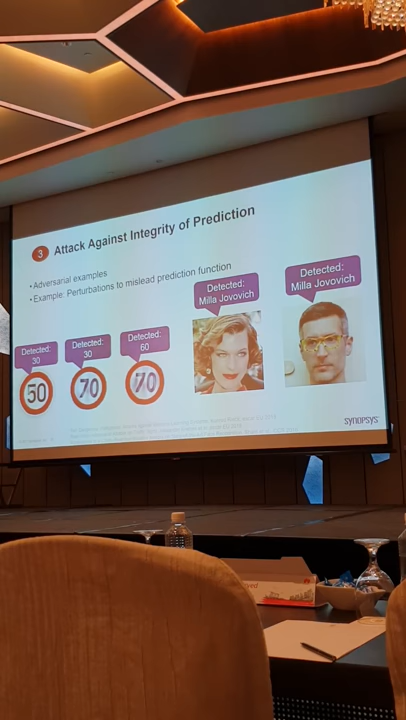 3 Attack Against Integrity of Prediction
• Adversarial examples
• Example: Perturbations to mislead prediction function
Detected:
30
Detected:
30
Detected:
60
Detected:
Milla Jovovich
Detected:
Milla Jovovich
50
70
70
SYNOPSYS